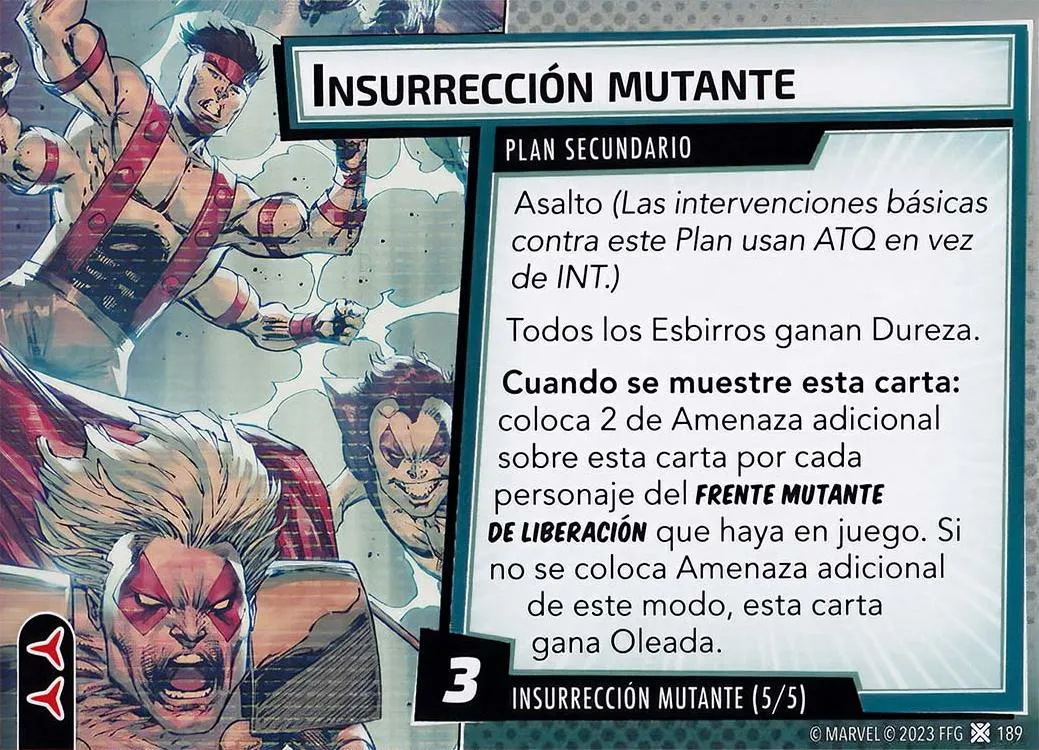 INSURRECCIÓN MUTANTE
PLAN SECUNDARIO
Asalto (Las intervenciones básicas
contra este Plan usan ATQ en vez
de INT.)
Todos los Esbirros ganan Dureza.
Cuando se muestre esta carta:
coloca 2 de Amenaza adicional
sobre esta carta por cada
personaje del FRENTE MUTANTE
DE LIBERACIÓN que haya en juego. Si
no se coloca Amenaza adicional
de este modo, esta carta
gana Oleada.
3
INSURRECCIÓN MUTANTE (5/5)
© MARVEL © 2023 FFG 189